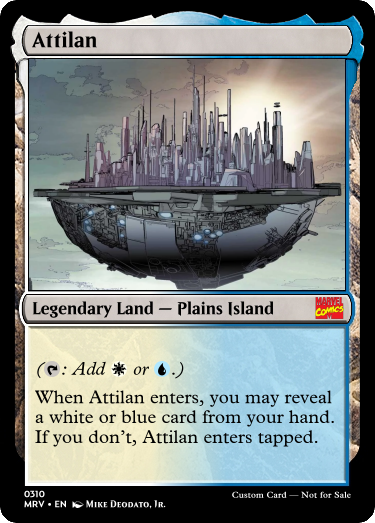 Attilan
Legendary Land — Plains Island
MARVEL
COMICS
(T: Add or .)
When Attilan enters, you may reveal
a white or blue card from your hand.
If you don't, Attilan enters tapped.
0310
MRV • EN Mike Deodato, Jr.
Custom Card — Not for Sale